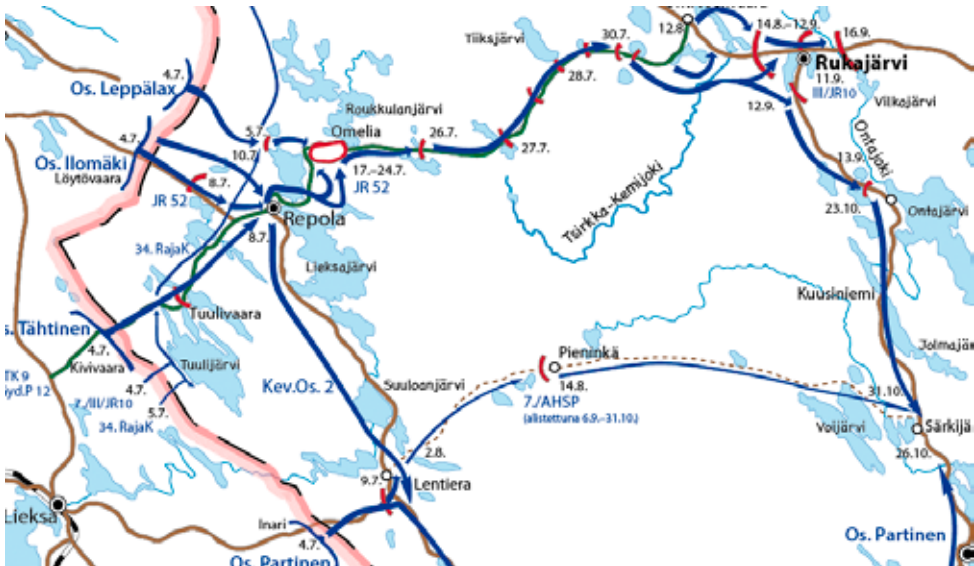 12.8
14.8.–12.9.
16.9.
30.7.
Tiiksjärvi
Rukajärvi
11.9.
III/JR10
4.7.
Os. Leppälax
28.7.
Vilkajärvi
12.9.
Roukkulanjärvi
5.7.
Omelia
26.7.
4.7.
10.7.
27.7.
Ontajoki
Os. Ilomäki
Löytövaara
17.–24.7.
13.9.
8.7.
JR 52
JR 52
Tsirkka-Kemijoki
23.10.
Ontajärvi
Repola
8.7.
34. RajaK
Lieksajärvi
Kuusiniemi
Tuulivaara
s. Tähtinen
4.7.
Kivivaara
Jolmajär
Pieninkä
Tuulijärvi
TK 9
öyd.P 12
4.7.
Kev.Os. 2
Suuloanjärvi
14.8.
31.10.
7./III/JR10
7./AHSP
5.7.
(alistettuna 6.9.–31.10.)
34. RajaK
Voijärvi
Särkijä
2.8.
26.10.
9.7.
Lentiera
Lieksa
Inari
4.7.
Os. Partinen
Os. Partinen